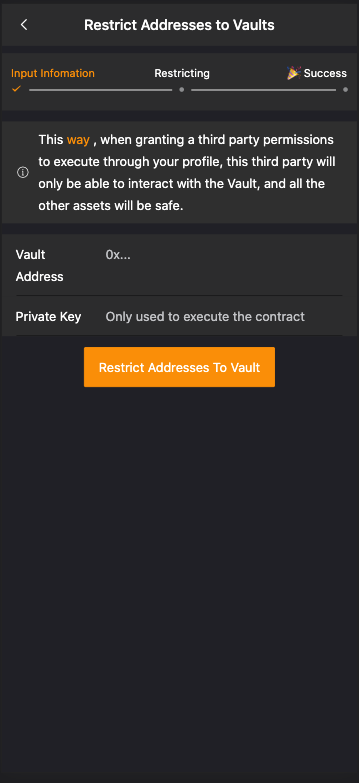 Restrict Addresses to Vaults
Input Infomation Restricting 🎉 Success
This way , when granting a third party permissions
to execute through your profile, this third party will
only be able to interact with the Vault, and all the
other assets will be safe.
Vault 0x...
Address
Private Key Only used to execute the contract
Restrict Addresses To Vault